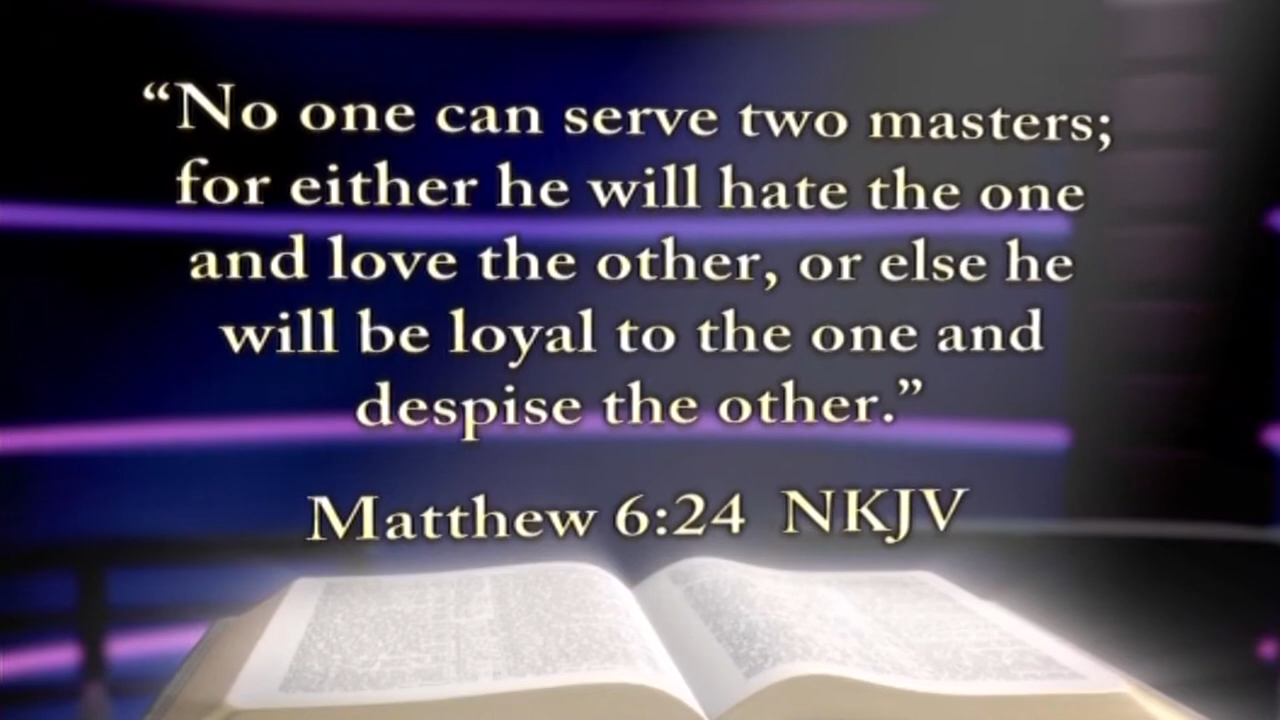 “No one can serve two masters;
for either he will hate the one
and love the other, or else he
will be loyal to the one and
despise the other.”
Matthew 6:24 NKJV